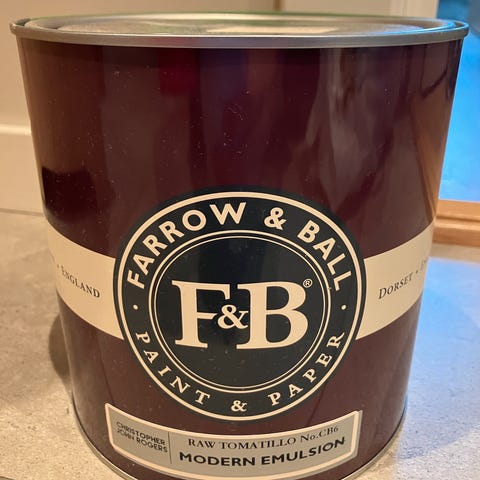 FARROW & BALL
F&B®
ENGLAND
DORSET
PAINT & PAPER
CHRISTOPHER
JOHN ROGERS
RAW TOMATILLO No.CB6
MODERN EMULSION